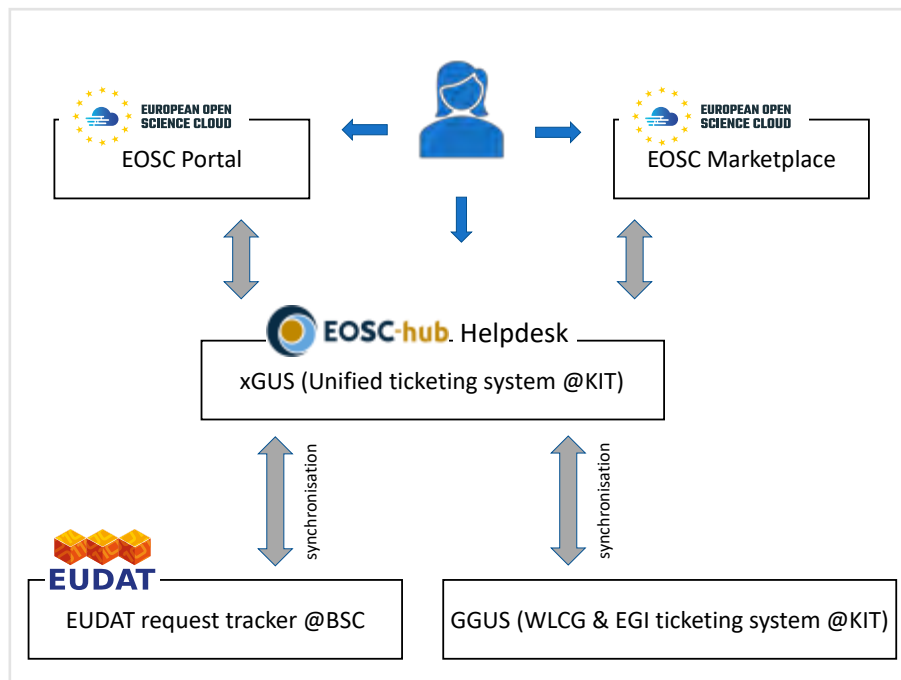 EUROPEAN OPEN
SCIENCE CLOUD
EOSC Portal
EUROPEAN OPEN
SCIENCE CLOUD
EOSC Marketplace
EOSC-hub Helpdesk
xGUS (Unified ticketing system @KIT)
synchronisation
synchronisation
EUDAT
EUDAT request tracker @BSC
GGUS (WLCG & EGI ticketing system @KIT)